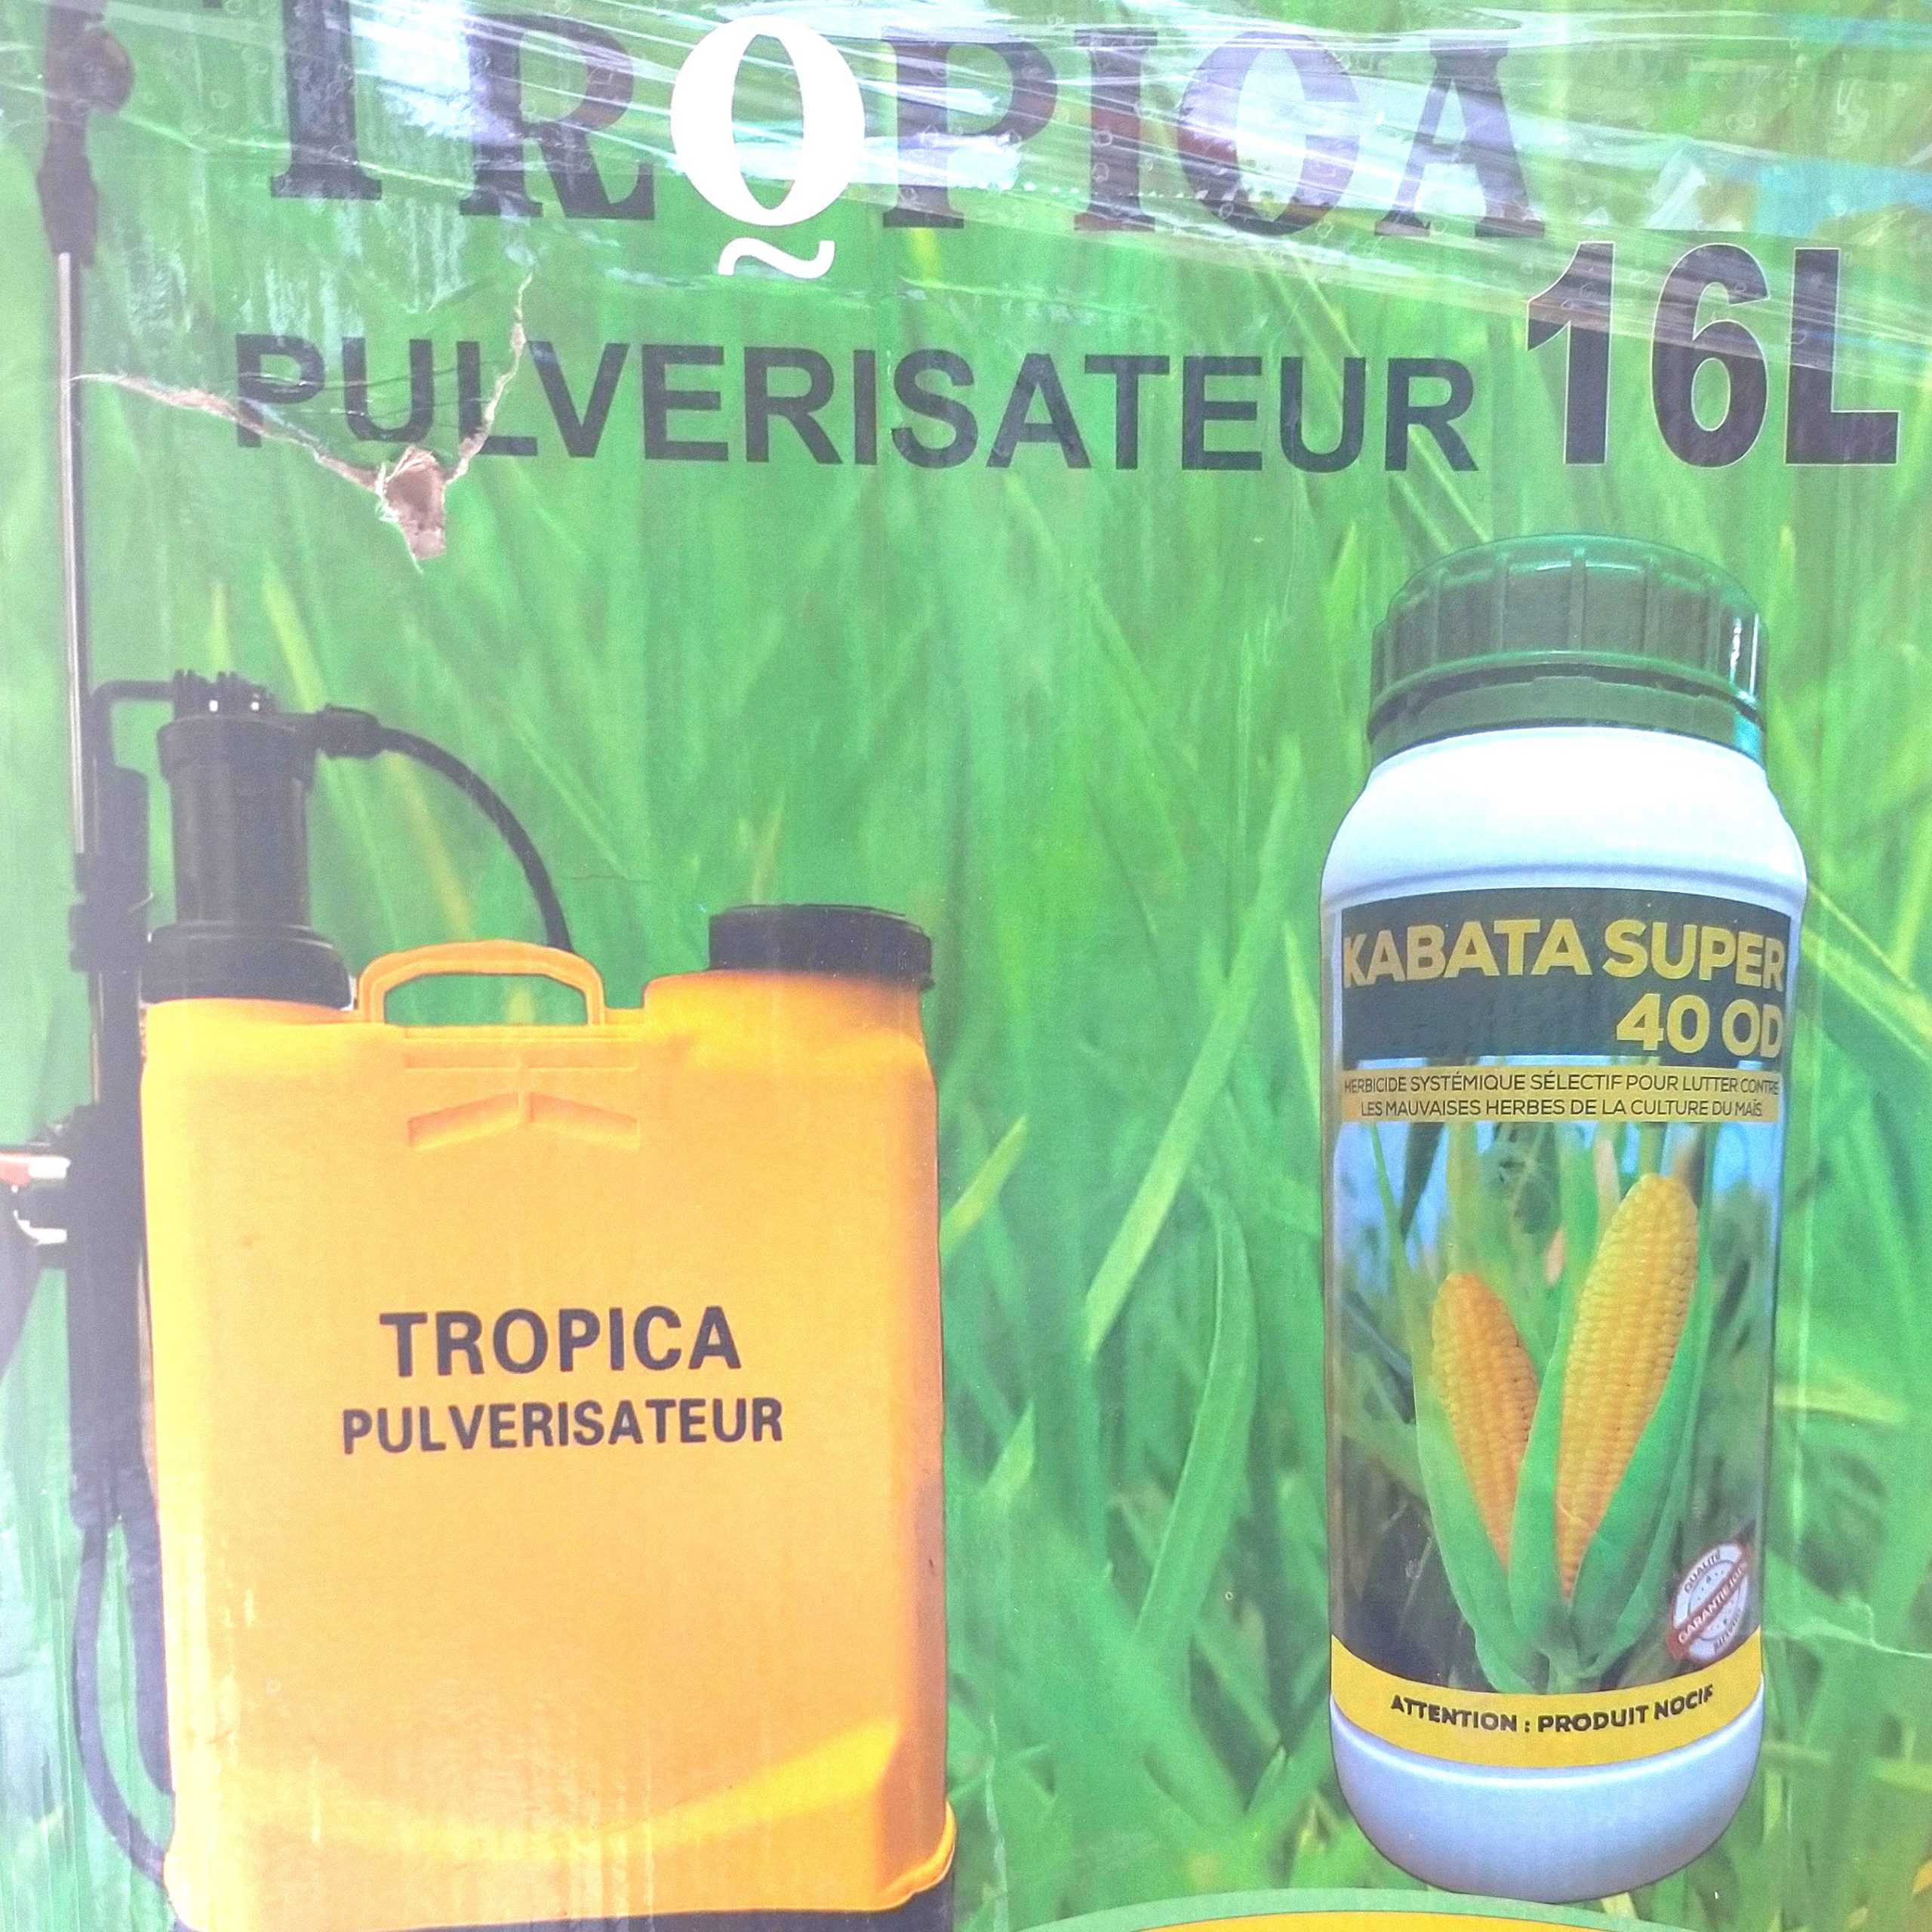 TROPICA
PULVERISATEUR 16L
KABATA SUPER
40 OD
HERBICIDE SYSTÉMIQUE SÉLECTIF POUR LUTTER CONTRE
LES MAUVAISES HERBES DE LA CULTURE DU MAÏS
TROPICA
PULVERISATEUR
QUALITÉ
ATTENTION : PRODUIT NOCIF